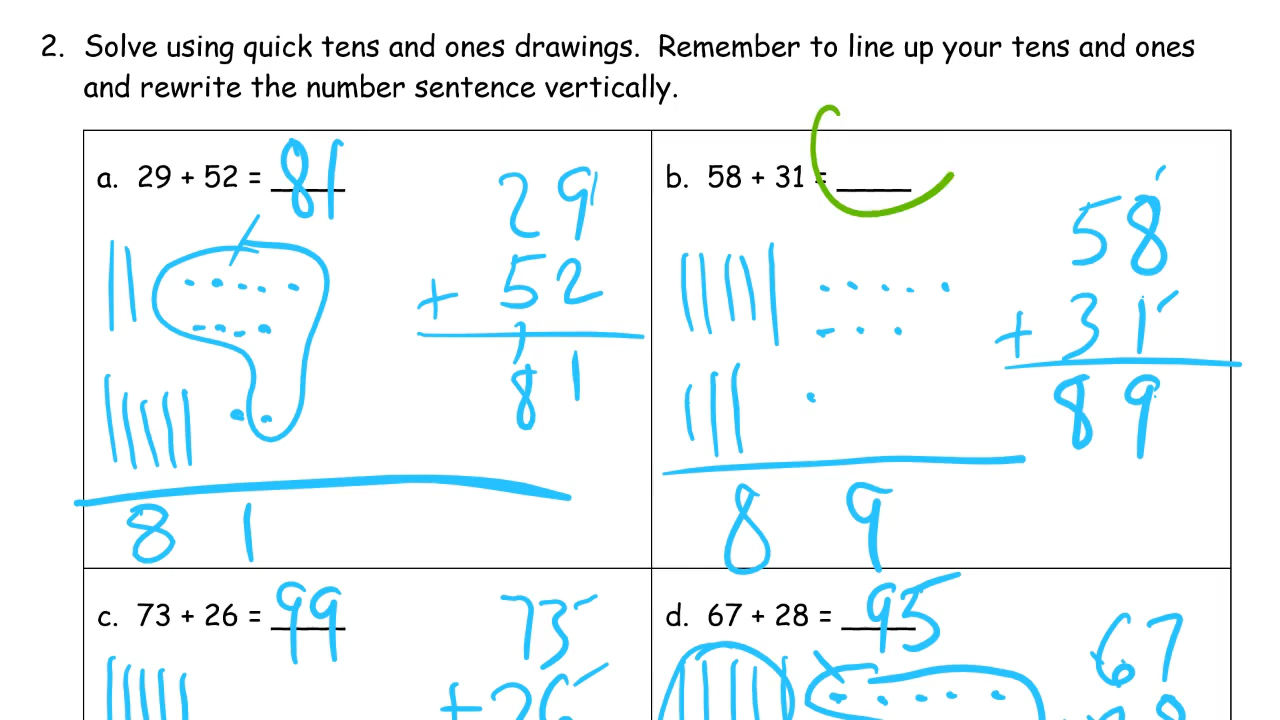 2. Solve using quick tens and ones drawings. Remember to line up your tens and ones
and rewrite the number sentence vertically.
a. 29 + 52 = 81
29
+ 52
1
81
8 1
b. 58 + 31 = ____
58
+ 31
89
8 9
c. 73 + 26 = 99
73
+26
d. 67 + 28 = 95
67
28